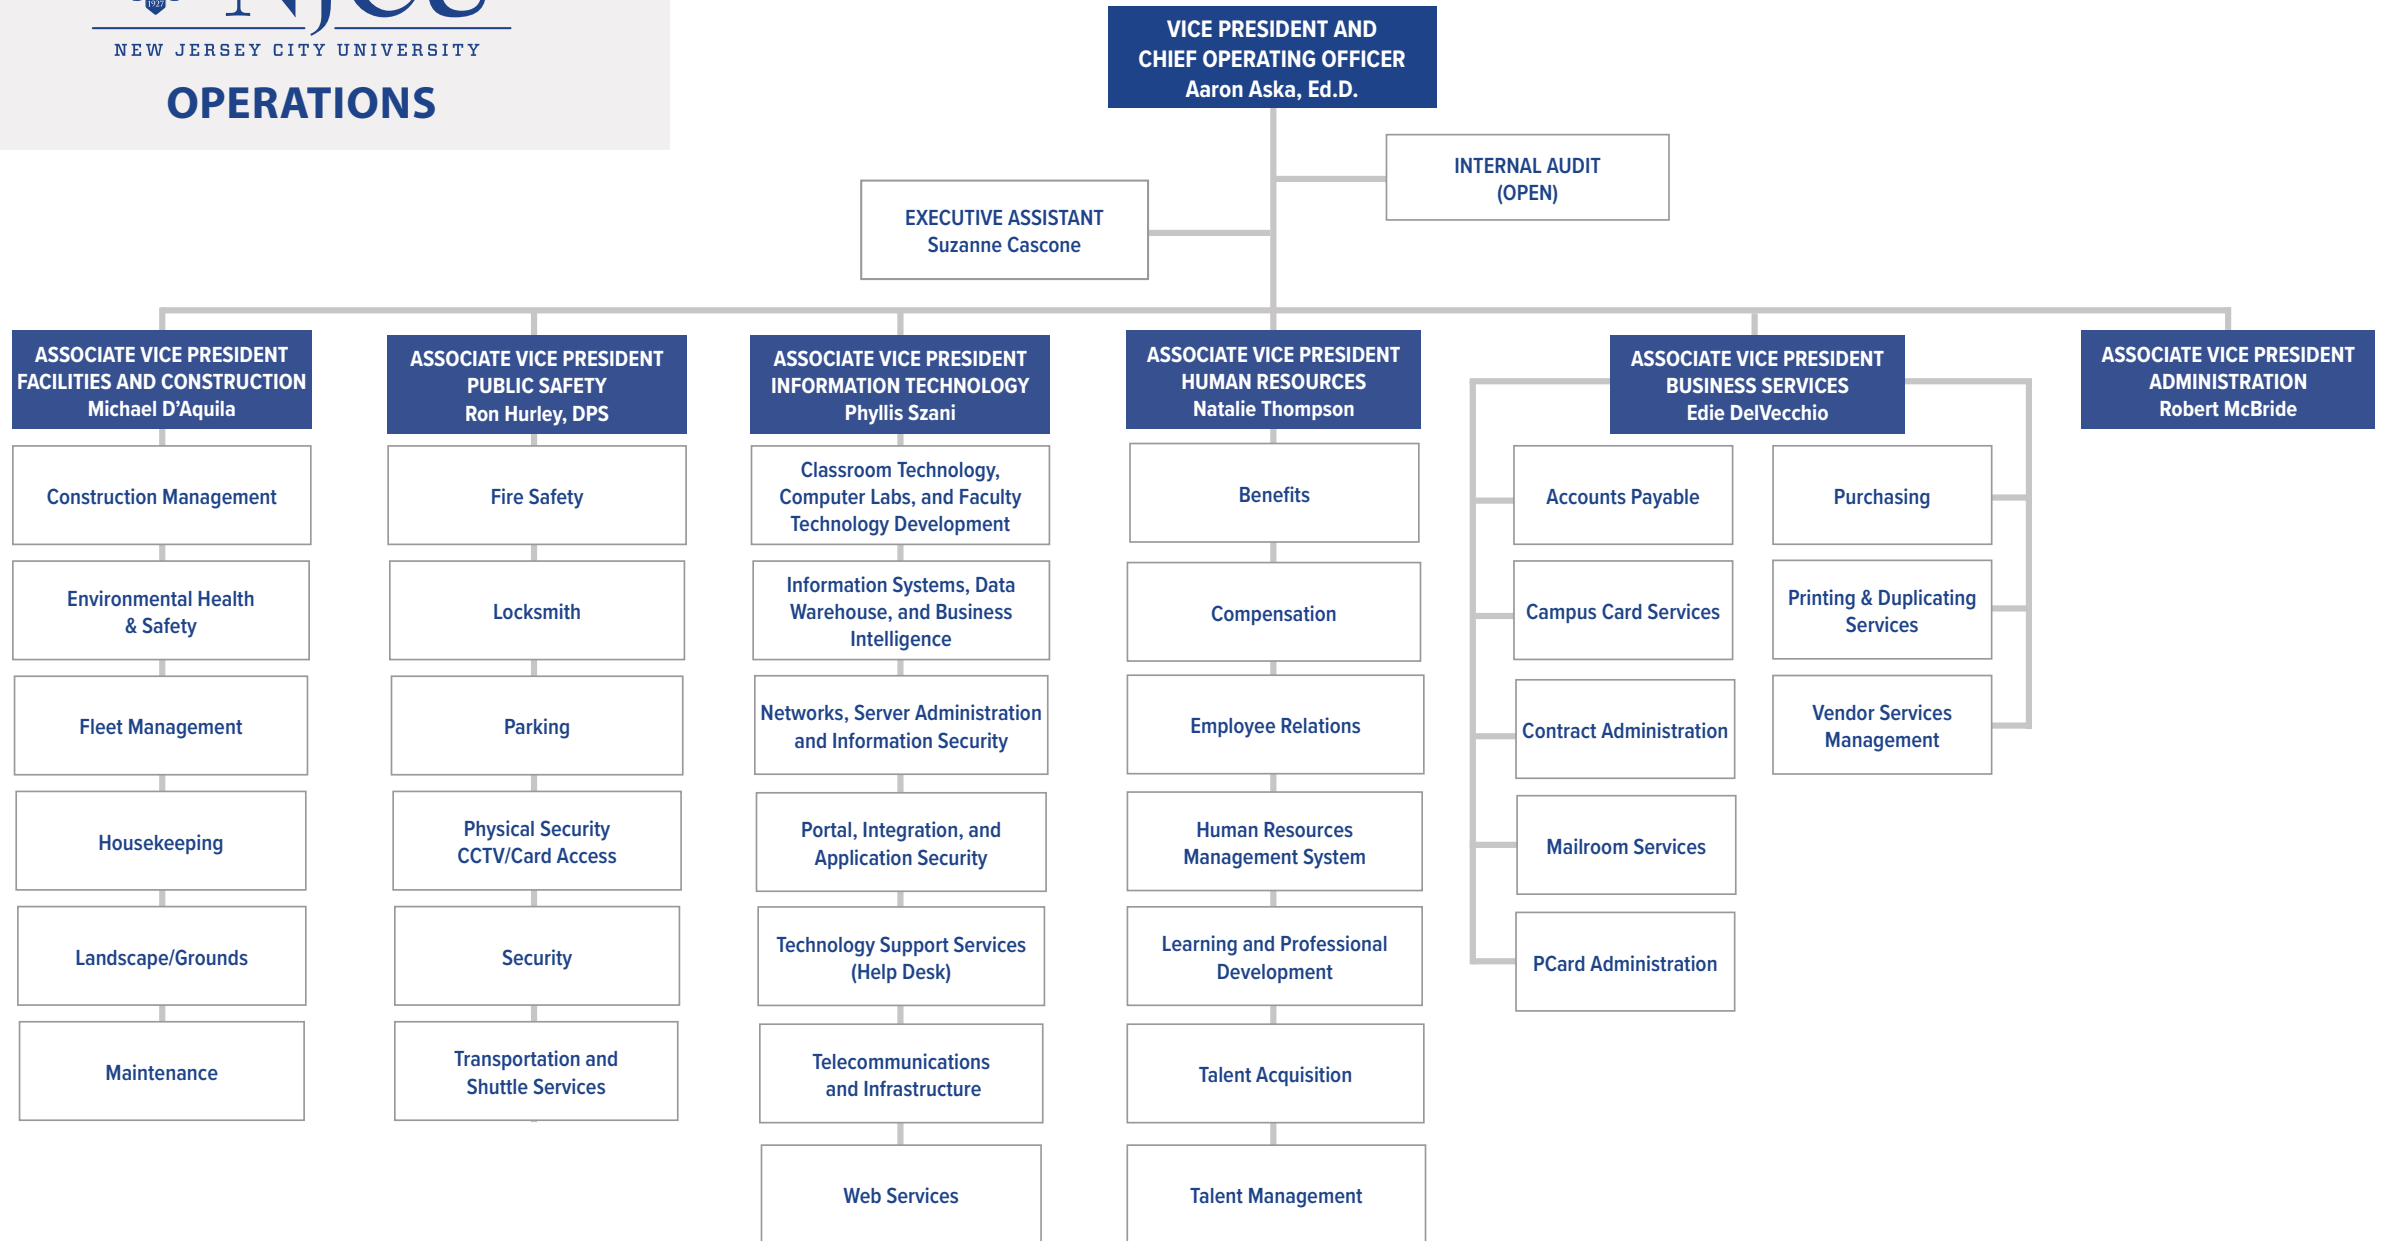 1927
NJCU
NEW JERSEY CITY UNIVERSITY
OPERATIONS
VICE PRESIDENT AND
CHIEF OPERATING OFFICER
Aaron Aska, Ed.D.
INTERNAL AUDIT
(OPEN)
EXECUTIVE ASSISTANT
Suzanne Cascone
ASSOCIATE VICE PRESIDENT
FACILITIES AND CONSTRUCTION
Michael D’Aquila
Construction Management
Environmental Health
& Safety
Fleet Management
Housekeeping
Landscape/Grounds
Maintenance
ASSOCIATE VICE PRESIDENT
PUBLIC SAFETY
Ron Hurley, DPS
Fire Safety
Locksmith
Parking
Physical Security
CCTV/Card Access
Security
Transportation and
Shuttle Services
ASSOCIATE VICE PRESIDENT
INFORMATION TECHNOLOGY
Phyllis Szani
Classroom Technology,
Computer Labs, and Faculty
Technology Development
Information Systems, Data
Warehouse, and Business
Intelligence
Networks, Server Administration
and Information Security
Portal, Integration, and
Application Security
Technology Support Services
(Help Desk)
Telecommunications
and Infrastructure
Web Services
ASSOCIATE VICE PRESIDENT
HUMAN RESOURCES
Natalie Thompson
Benefits
Compensation
Employee Relations
Human Resources
Management System
Learning and Professional
Development
Talent Acquisition
Talent Management
ASSOCIATE VICE PRESIDENT
BUSINESS SERVICES
Edie DelVecchio
Accounts Payable
Campus Card Services
Contract Administration
Mailroom Services
PCard Administration
Purchasing
Printing & Duplicating
Services
Vendor Services
Management
ASSOCIATE VICE PRESIDENT
ADMINISTRATION
Robert McBride